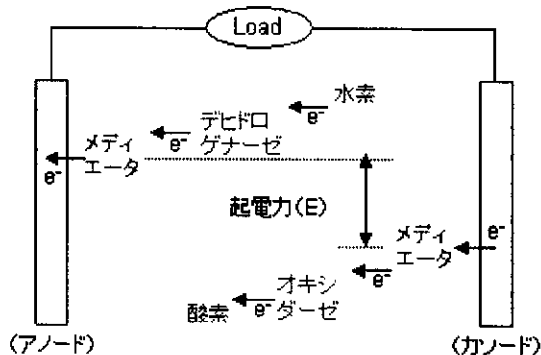 Load
水素
e⁻
デヒドロ
ゲナーゼ
e⁻
メディ
エータ
e⁻
起電力(E)
メディ
エータ
e⁻
e⁻
オキシ
ダーゼ
e⁻
酸素
(アノード)
(カソード)